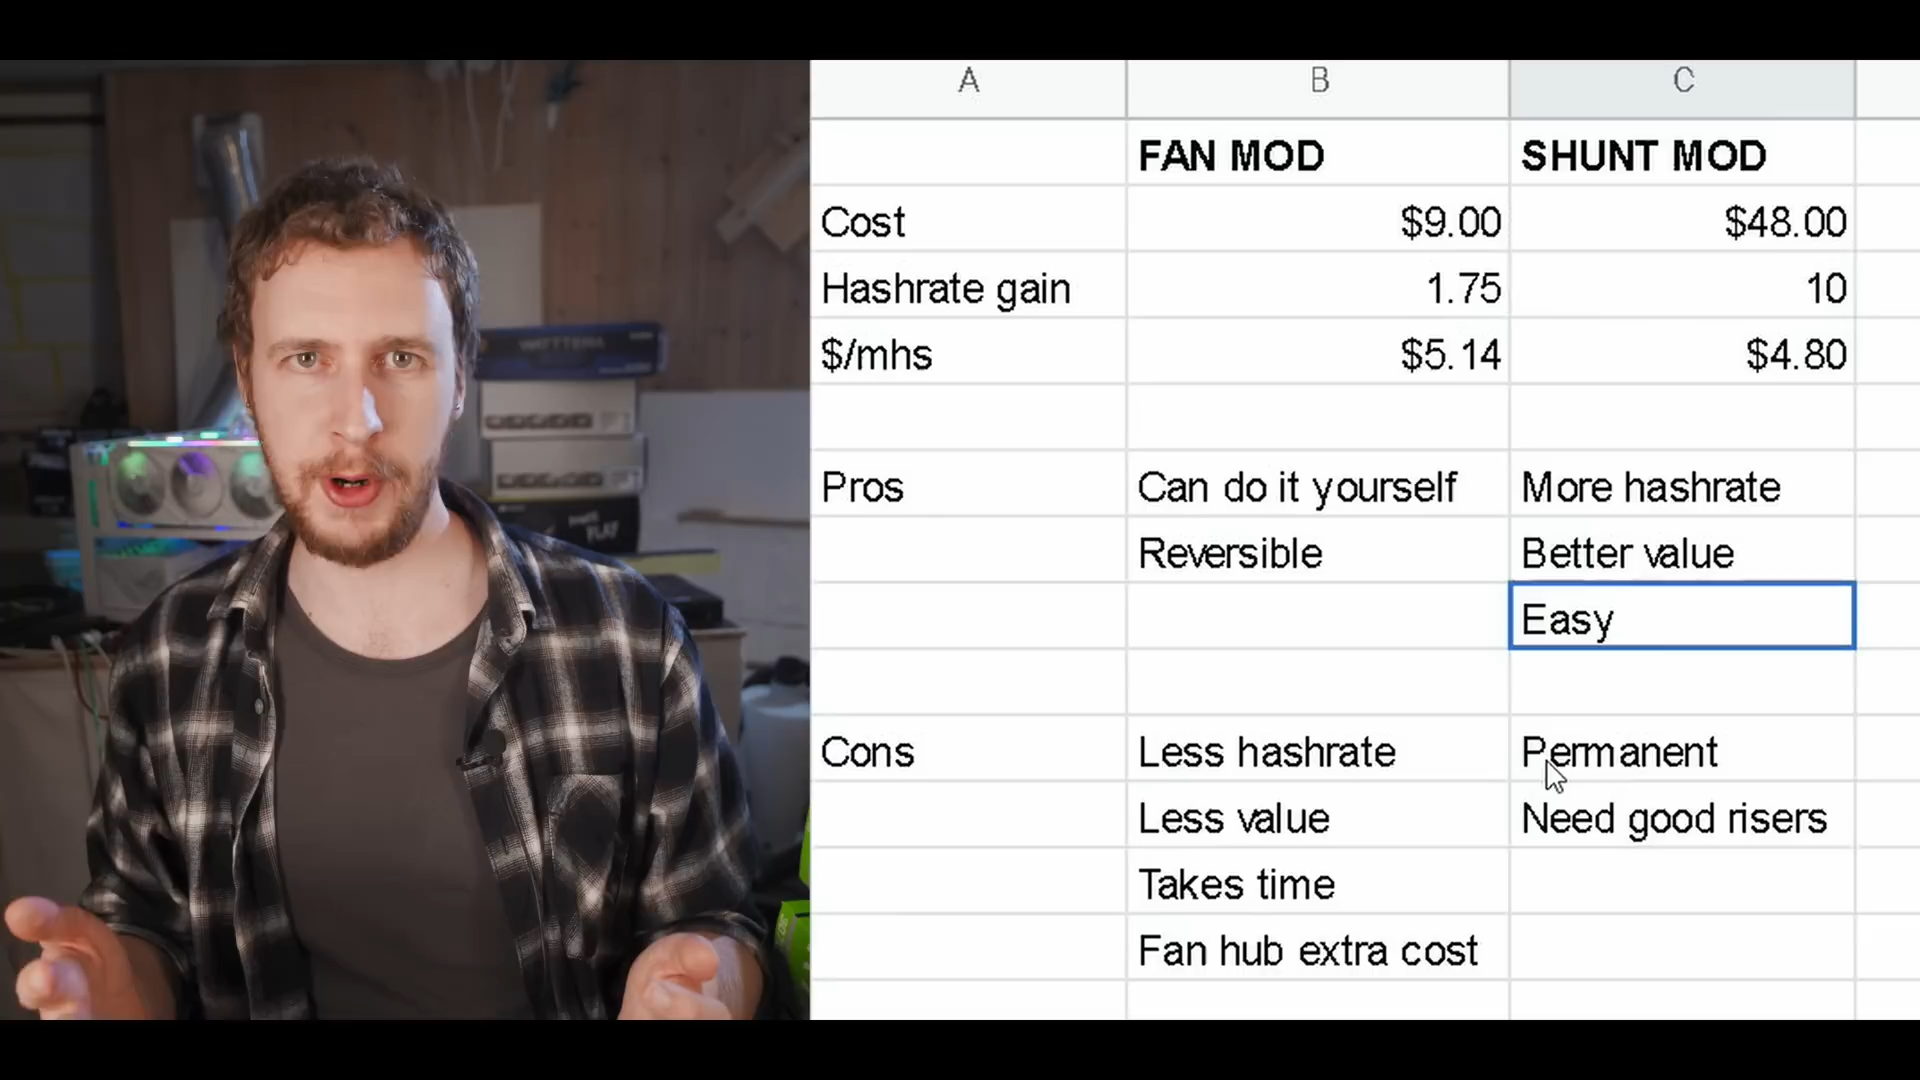 A B C
FAN MOD SHUNT MOD
Cost $9.00 $48.00
Hashrate gain 1.75 10
$/mhs $5.14 $4.80
Pros Can do it yourself More hashrate
Reversible Better value
Easy
Cons Less hashrate Permanent
Less value Need good risers
Takes time
Fan hub extra cost